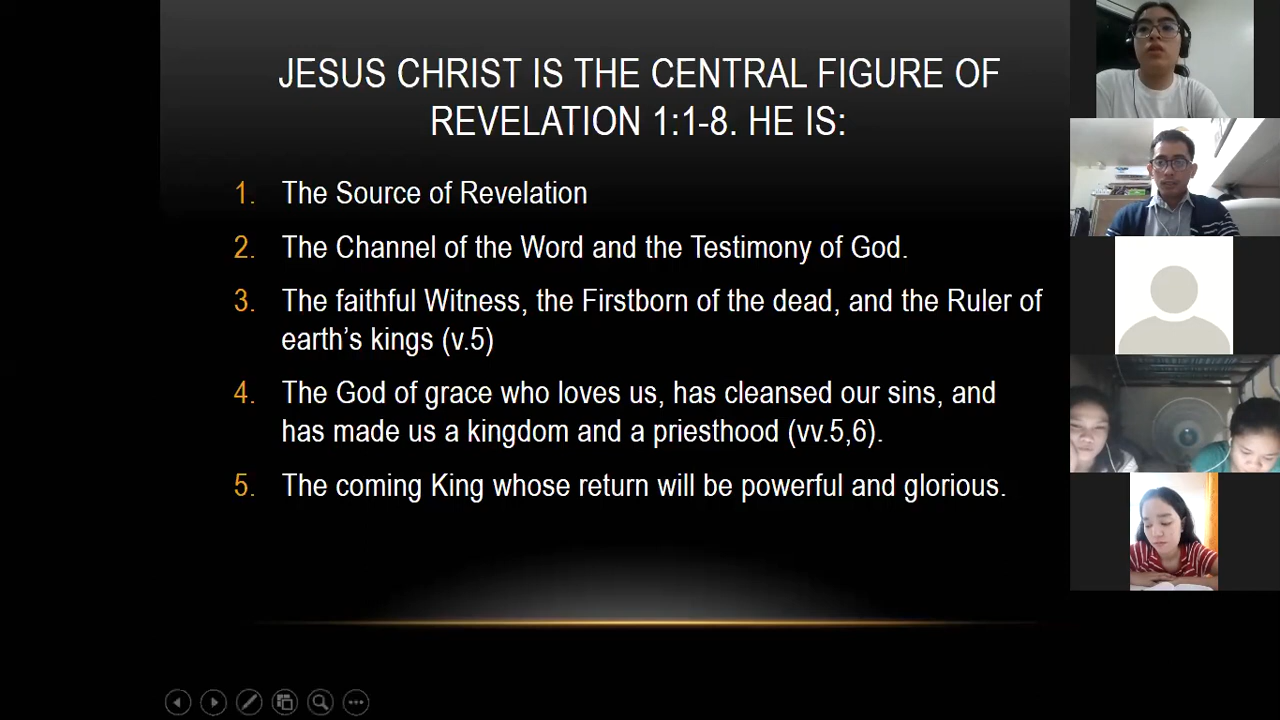 JESUS CHRIST IS THE CENTRAL FIGURE OF
REVELATION 1:1-8. HE IS:
1. The Source of Revelation
2. The Channel of the Word and the Testimony of God.
3. The faithful Witness, the Firstborn of the dead, and the Ruler of
earth’s kings (v.5)
4. The God of grace who loves us, has cleansed our sins, and
has made us a kingdom and a priesthood (vv.5,6).
5. The coming King whose return will be powerful and glorious.